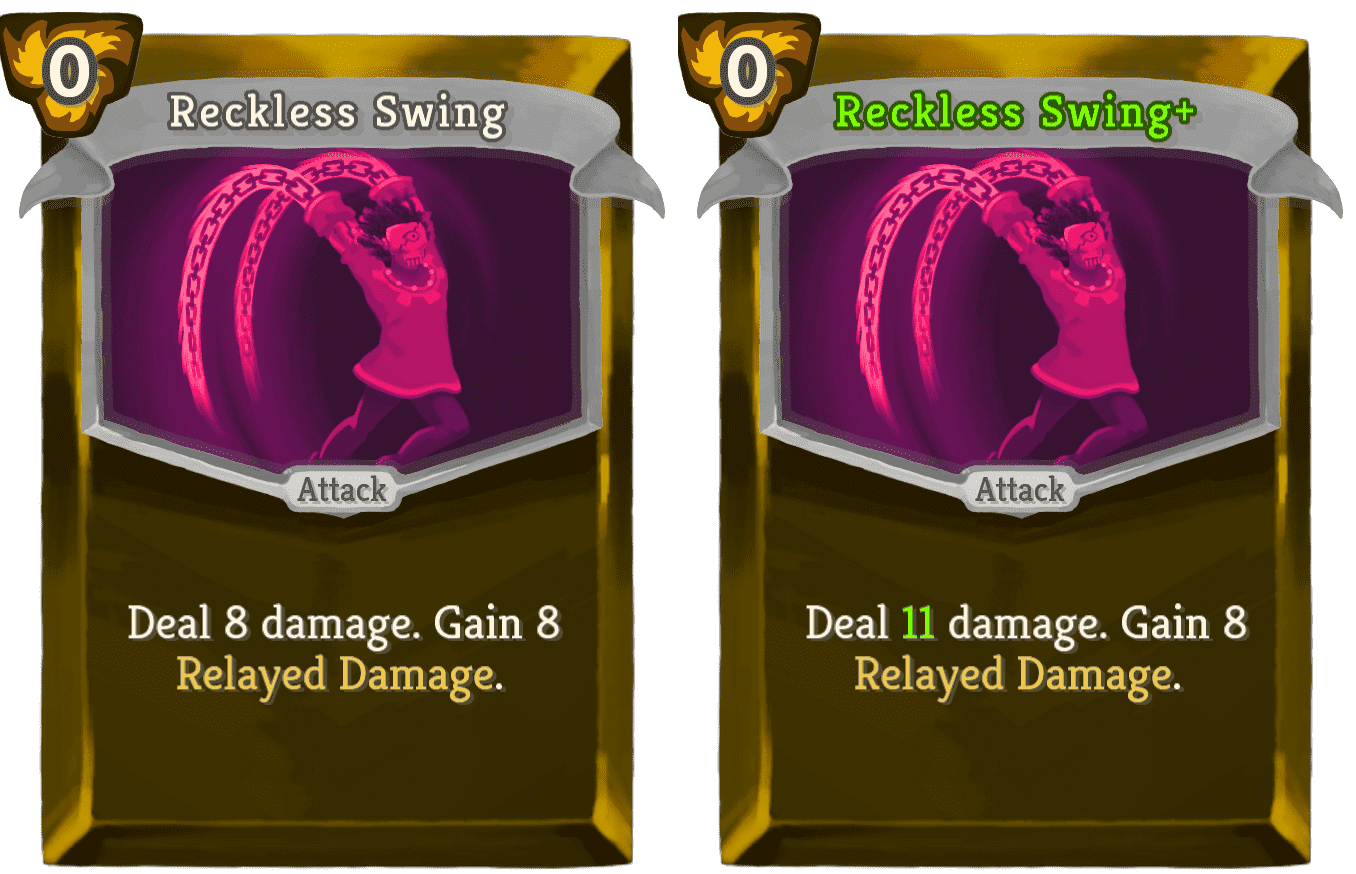 0
Reckless Swing
Attack
Deal 8 damage. Gain 8
Relayed Damage.
0
Reckless Swing+
Attack
Deal 11 damage. Gain 8
Relayed Damage.